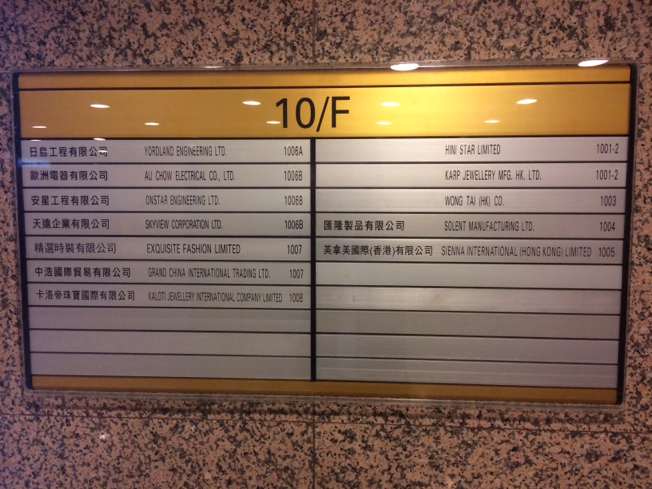 10/F
日島工程有限公司 YORDLAND ENGINEERING LTD. 1006A
歐洲電器有限公司 AU CHOW ELECTRICAL CO., LTD. 1006B
安星工程有限公司 ONSTAR ENGINEERING LTD. 1006B
天遠企業有限公司 SKYVIEW CORPORATION LTD. 1006B
精選時裝有限公司 EXQUISITE FASHION LIMITED 1007
中浩國際貿易有限公司 GRAND CHINA INTERNATIONAL TRADING LTD. 1007
卡洛帝珠寶國際有限公司 KALOTI JEWELLERY INTERNATIONAL COMPANY LIMITED 1008
HINI STAR LIMITED 1001-2
KARP JEWELLERY MFG. HK. LTD. 1001-2
WONG TAI (HK) CO. 1003
匯隆製品有限公司 SOLENT MANUFACTURING LTD. 1004
美拿美國際(香港)有限公司 SIENNA INTERNATIONAL (HONG KONG) LIMITED 1005